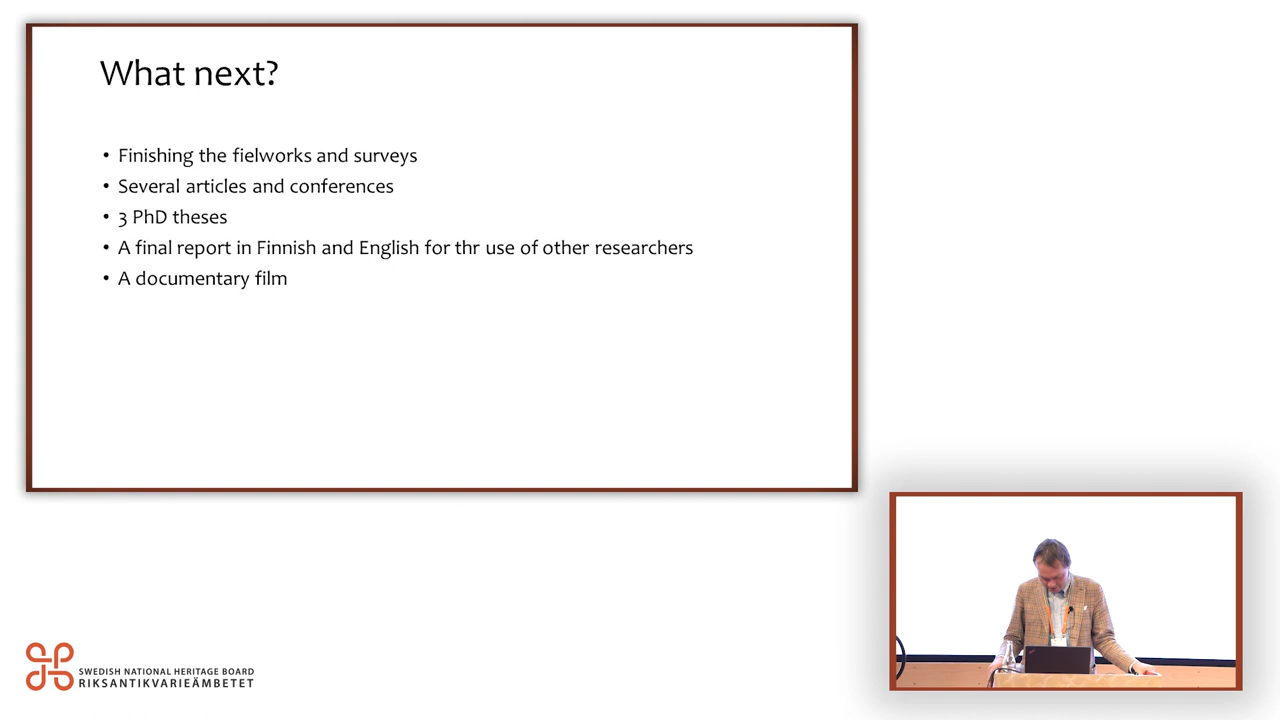 What next?
• Finishing the fielworks and surveys
• Several articles and conferences
• 3 PhD theses
• A final report in Finnish and English for thr use of other researchers
• A documentary film
SWEDISH NATIONAL HERITAGE BOARD
RIKSANTIKVARIEÄMBETET